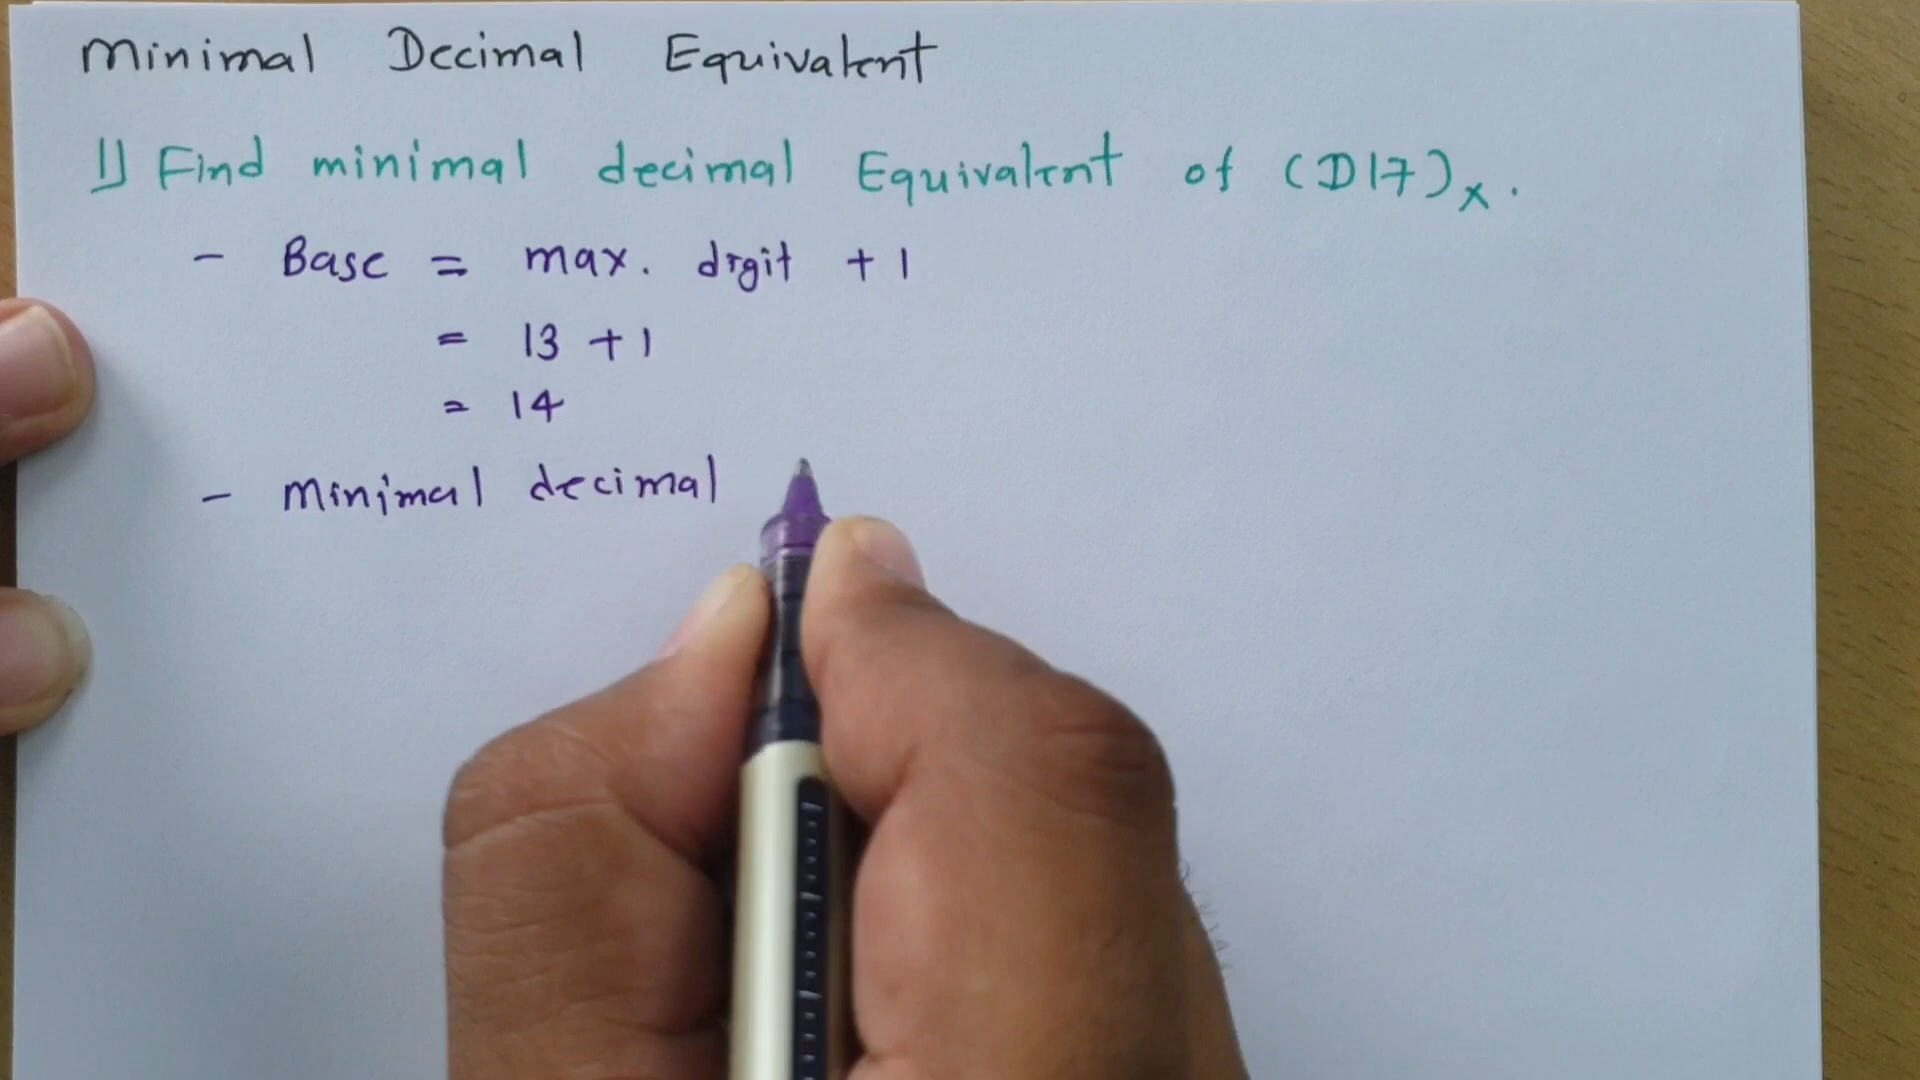 Minimal Decimal Equivalent
1) Find minimal decimal Equivalent of (D17)x.
- Base = max. digit + 1
= 13 + 1
= 14
- minimal decimal